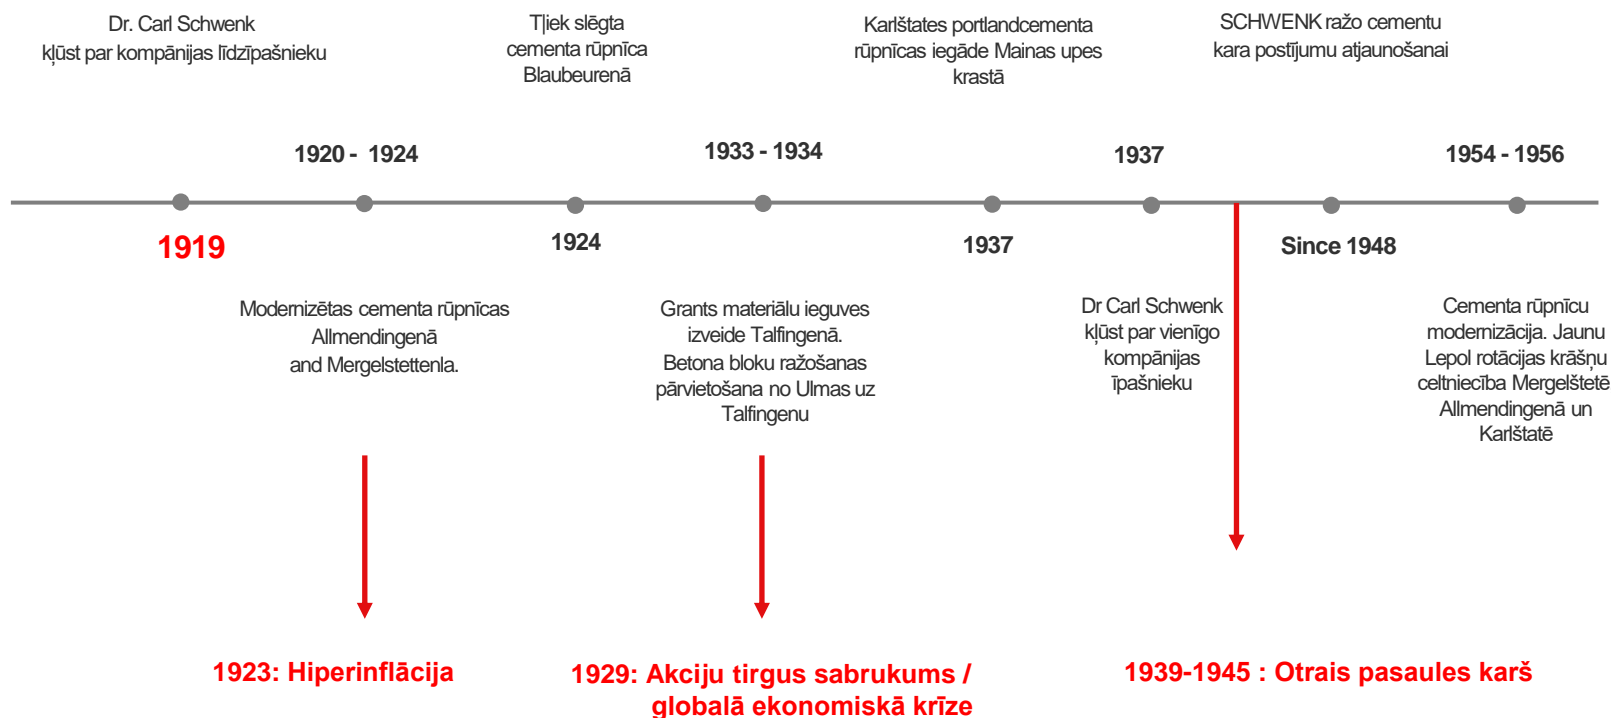 Dr. Carl Schwenk
kļūst par kompānijas līdzīpašnieku
Tļiek slēgta
cementa rūpnīca
Blaubeurenā
Karlštates portlandcementa
rūpnīcas iegāde Mainas upes
krastā
SCHWENK ražo cementu
kara postījumu atjaunošanai
1920 - 1924
1933 - 1934
1937
1954 - 1956
1919
1924
1937
Since 1948
Modernizētas cementa rūpnīcas
Allmendingenā
and Mergelstettenla.
Grants materiālu ieguves
izveide Talfingenā.
Betona bloku ražošanas
pārvietošana no Ulmas uz
Talfingenu
Dr Carl Schwenk
kļūst par vienīgo
kompānijas
īpašnieku
Cementa rūpnīcu
modernizācija. Jaunu
Lepol rotācijas krāšņu
celtniecība Mergelštetē
Allmendingenā un
Karlštatē
1923: Hiperinflācija
1929: Akciju tirgus sabrukums /
globalā ekonomiskā krīze
1939-1945 : Otrais pasaules karš